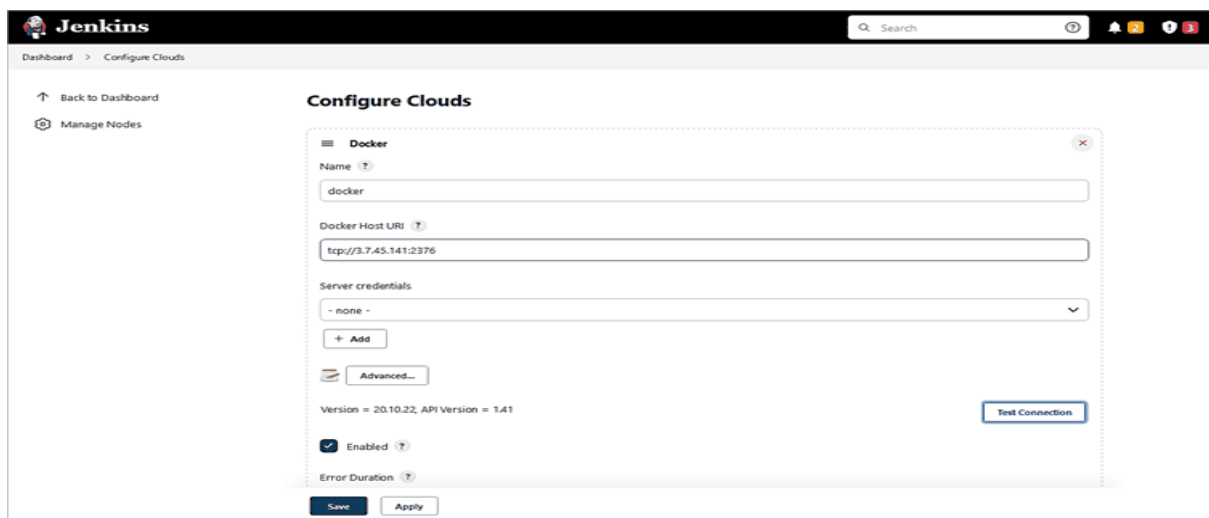 Jenkins Search 2 3
Dashboard > Configure Clouds
Back to Dashboard
Manage Nodes
Configure Clouds
Docker
Name ?
docker
Docker Host URI ?
tcp://3.7.45.141:2376
Server credentials
- none -
+ Add
Advanced...
Version = 20.10.22, API Version = 1.41
Test Connection
Enabled ?
Error Duration ?
Save Apply